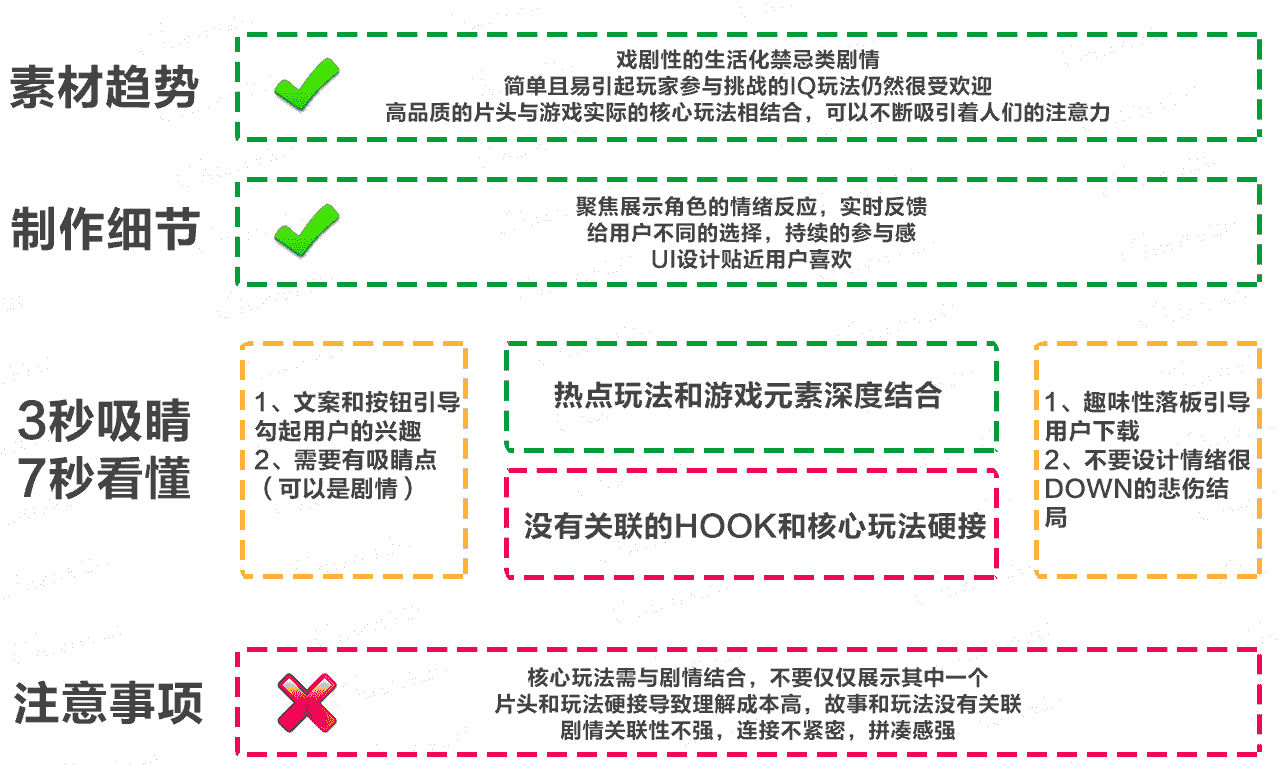 素材趋势
戏剧性的生活化禁忌类剧情
简单且易引起玩家参与挑战的IQ玩法仍然很受欢迎
高品质的片头与游戏实际的核心玩法相结合，可以不断吸引着人们的注意力
制作细节
聚焦展示角色的情绪反应，实时反馈
给用户不同的选择，持续的参与感
UI设计贴近用户喜欢
3秒吸睛
7秒看懂
1、文案和按钮引导
勾起用户的兴趣
2、需要有吸睛点
（可以是剧情）
热点玩法和游戏元素深度结合
没有关联的HOOK和核心玩法硬接
1、趣味性落板引导
用户下载
2、不要设计情绪很
DOWN的悲伤结
局
注意事项
核心玩法需与剧情结合，不要仅仅展示其中一个
片头和玩法硬接导致理解成本高，故事和玩法没有关联
剧情关联性不强，连接不紧密，拼凑感强